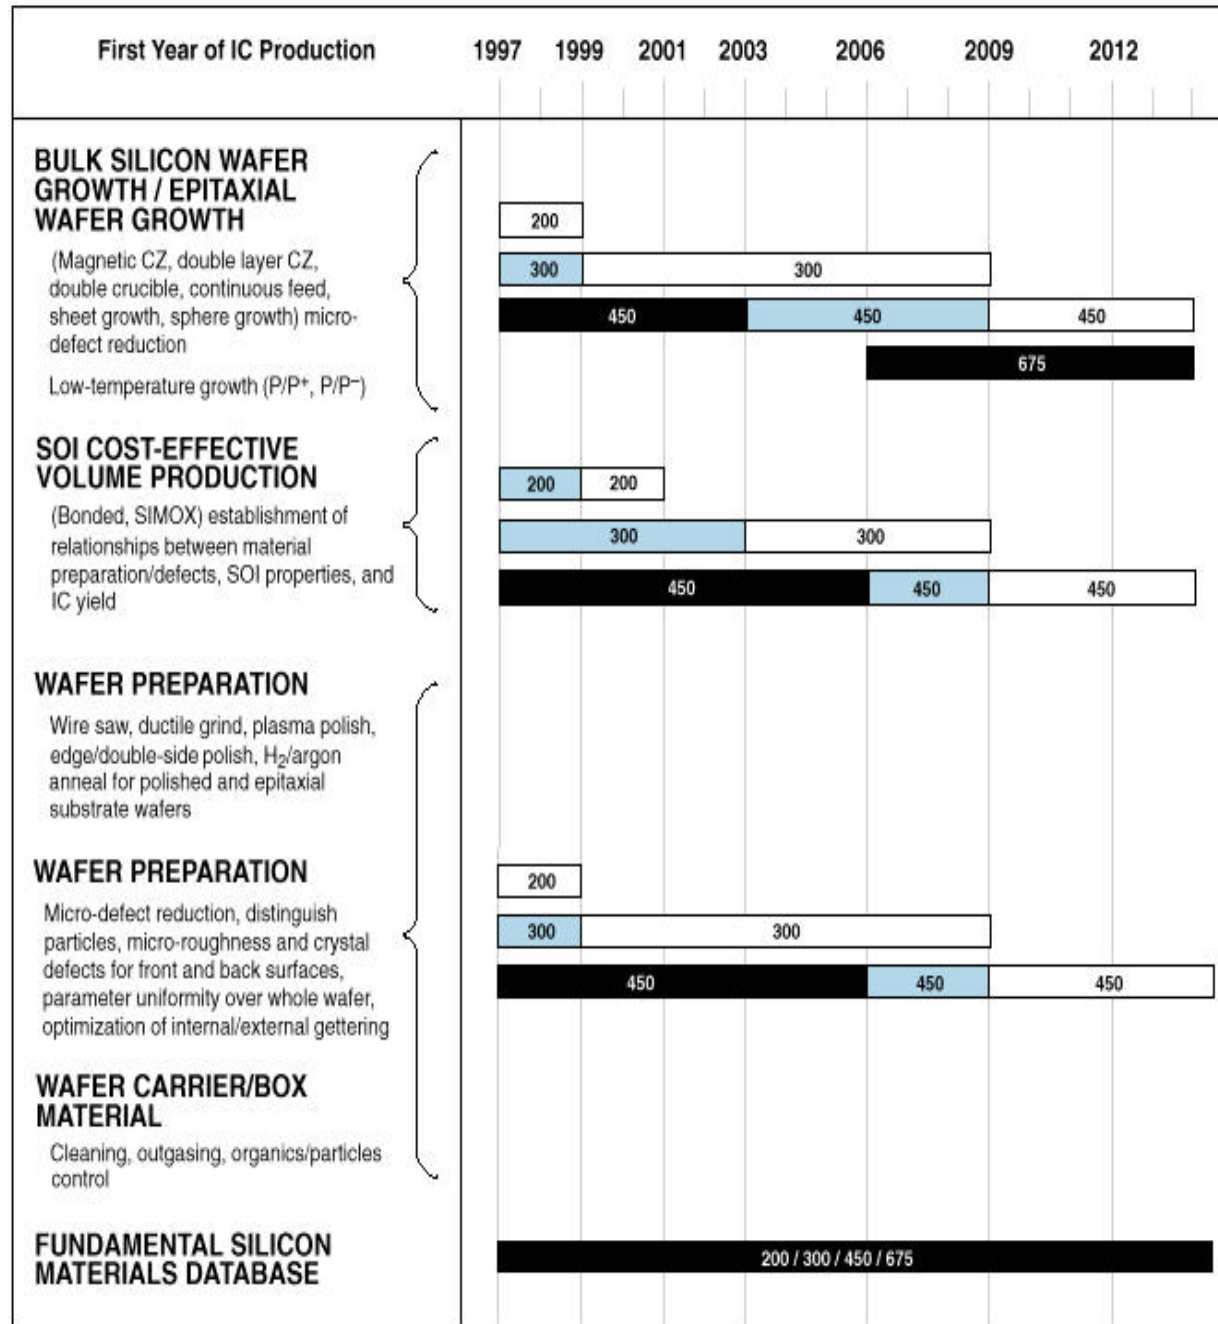 First Year of IC Production 1997 1999 2001 2003 2006 2009 2012
BULK SILICON WAFER
GROWTH / EPITAXIAL
WAFER GROWTH
(Magnetic CZ, double layer CZ,
double crucible, continuous feed,
sheet growth, sphere growth) micro-
defect reduction
Low-temperature growth (P/P+, P/P–)
200
300 300
450 450 450
675
SOI COST-EFFECTIVE
VOLUME PRODUCTION
(Bonded, SIMOX) establishment of
relationships between material
preparation/defects, SOI properties, and
IC yield
200 200
300 300
450 450 450
WAFER PREPARATION
Wire saw, ductile grind, plasma polish,
edge/double-side polish, H2/argon
anneal for polished and epitaxial
substrate wafers
WAFER PREPARATION
Micro-defect reduction, distinguish
particles, micro-roughness and crystal
defects for front and back surfaces,
parameter uniformity over whole wafer,
optimization of internal/external gettering
200
300 300
450 450 450
WAFER CARRIER/BOX
MATERIAL
Cleaning, outgasing, organics/particles
control
FUNDAMENTAL SILICON
MATERIALS DATABASE
200 / 300 / 450 / 675